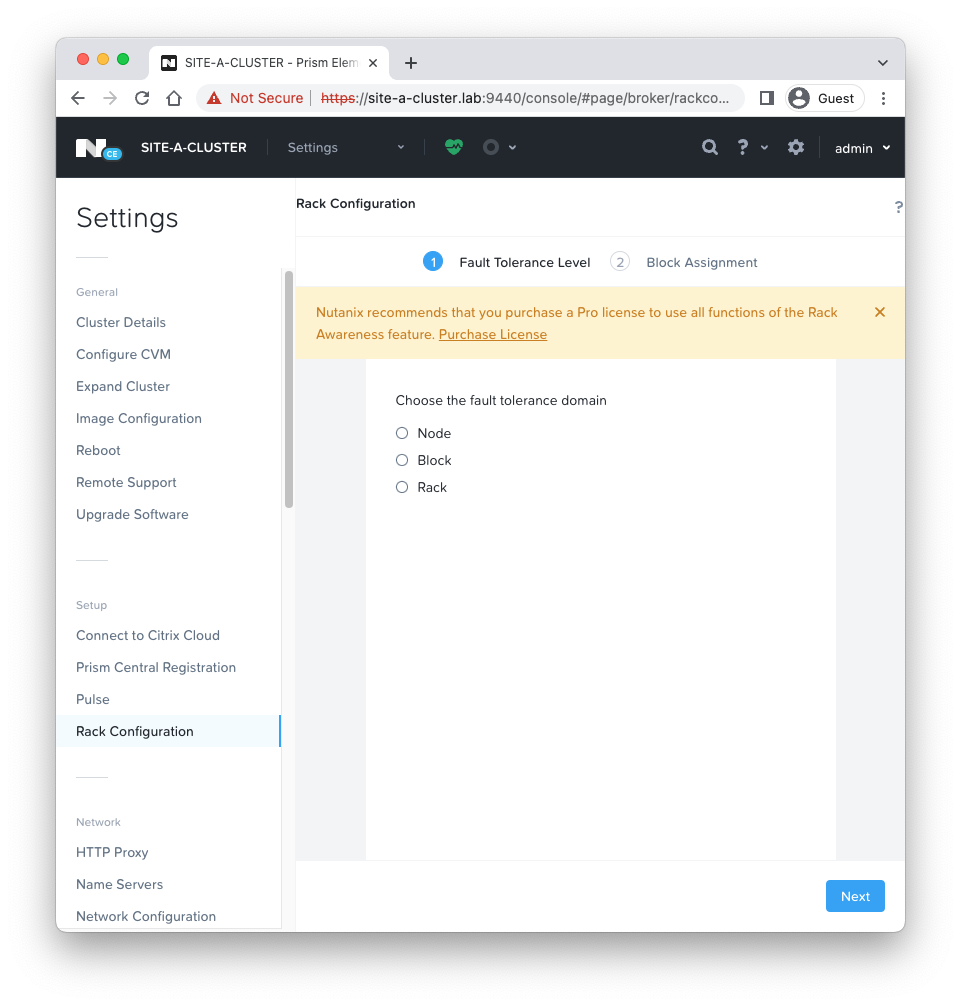 SITE-A-CLUSTER - Prism Elem
Not Secure https://site-a-cluster.lab:9440/console/#page/broker/rackco... Guest
N CE SITE-A-CLUSTER Settings ? admin
Settings
General
Cluster Details
Configure CVM
Expand Cluster
Image Configuration
Reboot
Remote Support
Upgrade Software
Setup
Connect to Citrix Cloud
Prism Central Registration
Pulse
Rack Configuration
Network
HTTP Proxy
Name Servers
Network Configuration
Rack Configuration ?
1 Fault Tolerance Level 2 Block Assignment
Nutanix recommends that you purchase a Pro license to use all functions of the Rack
Awareness feature. Purchase License
Choose the fault tolerance domain
Node
Block
Rack
Next